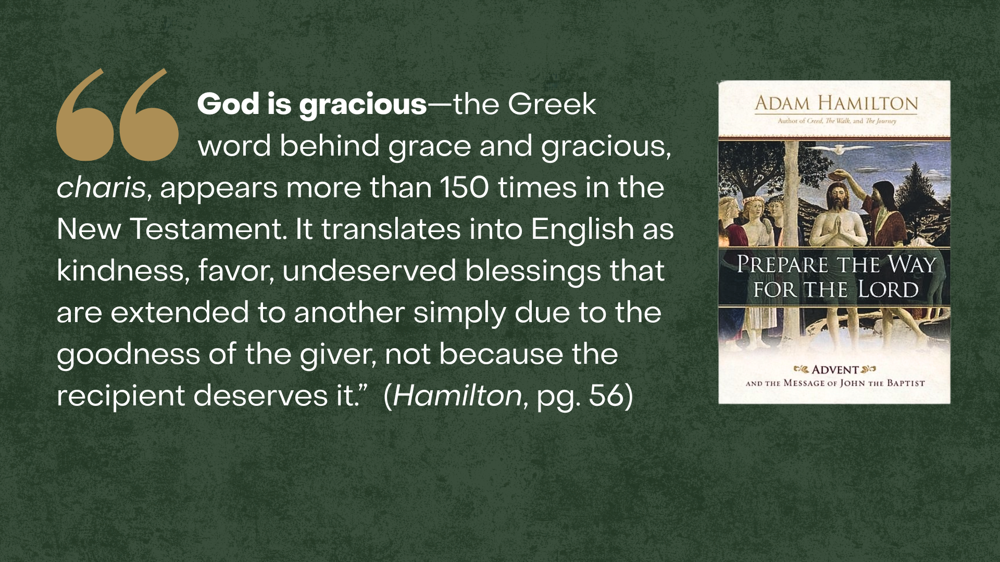 “God is gracious—the Greek
word behind grace and gracious,
charis, appears more than 150 times in the
New Testament. It translates into English as
kindness, favor, undeserved blessings that
are extended to another simply due to the
goodness of the giver, not because the
recipient deserves it.” (Hamilton, pg. 56)
ADAM HAMILTON
Author of Creed, The Walk, and The Journey
PREPARE THE WAY
FOR THE LORD
ADVENT
AND THE MESSAGE OF JOHN THE BAPTIST